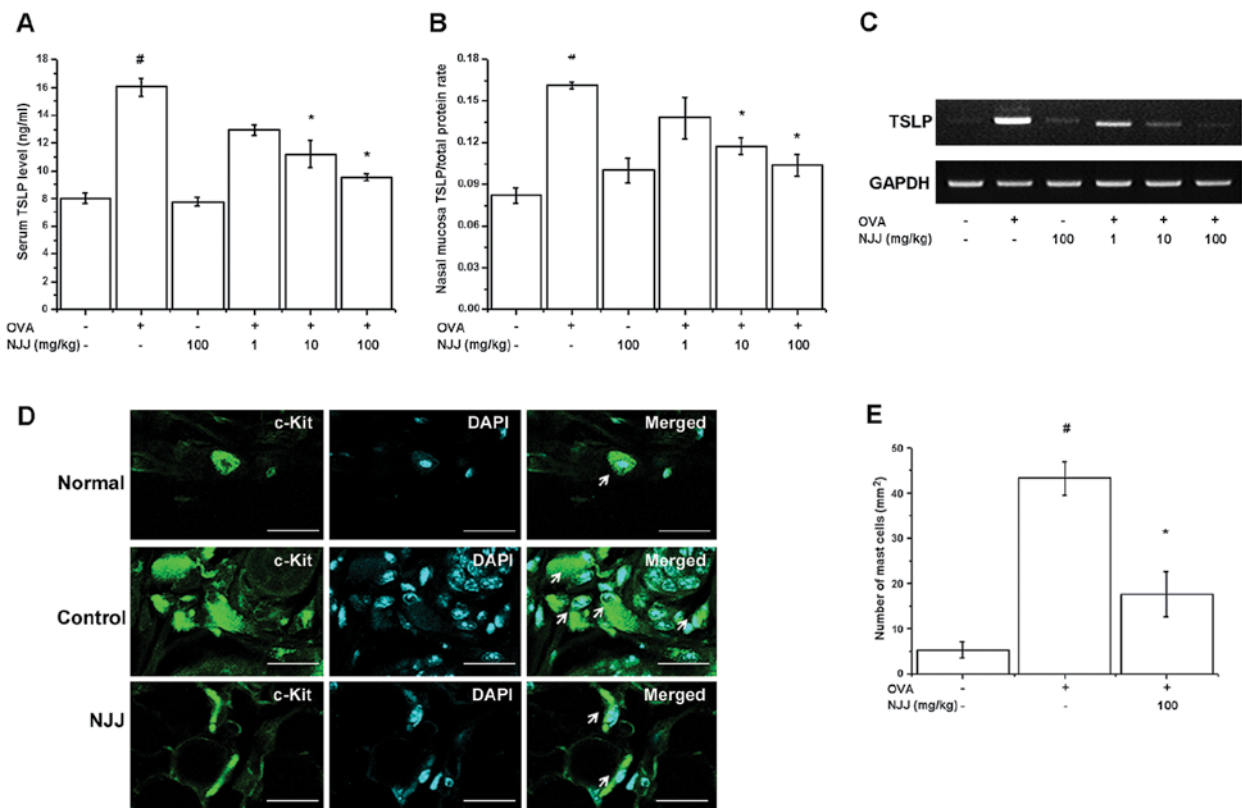 A
Serum TSLP level (ng/ml)
18
16
14
12
10
8
6
4
2
0
#
*
*
OVA - + - + + +
NJJ (mg/kg) - - 100 1 10 100
B
Nasal mucosa TSLP/total protein rate
0.18
0.15
0.12
0.09
0.06
0.03
0.00
#
*
*
OVA - + - + + +
NJJ (mg/kg) - - 100 1 10 100
C
TSLP
GAPDH
OVA - + - + + +
NJJ (mg/kg) - - 100 1 10 100
D
c-Kit DAPI Merged
Normal
c-Kit DAPI Merged
Control
c-Kit DAPI Merged
NJJ
E
Number of mast cells (mm²)
50
40
30
20
10
0
#
*
OVA - + +
NJJ (mg/kg) - - 100